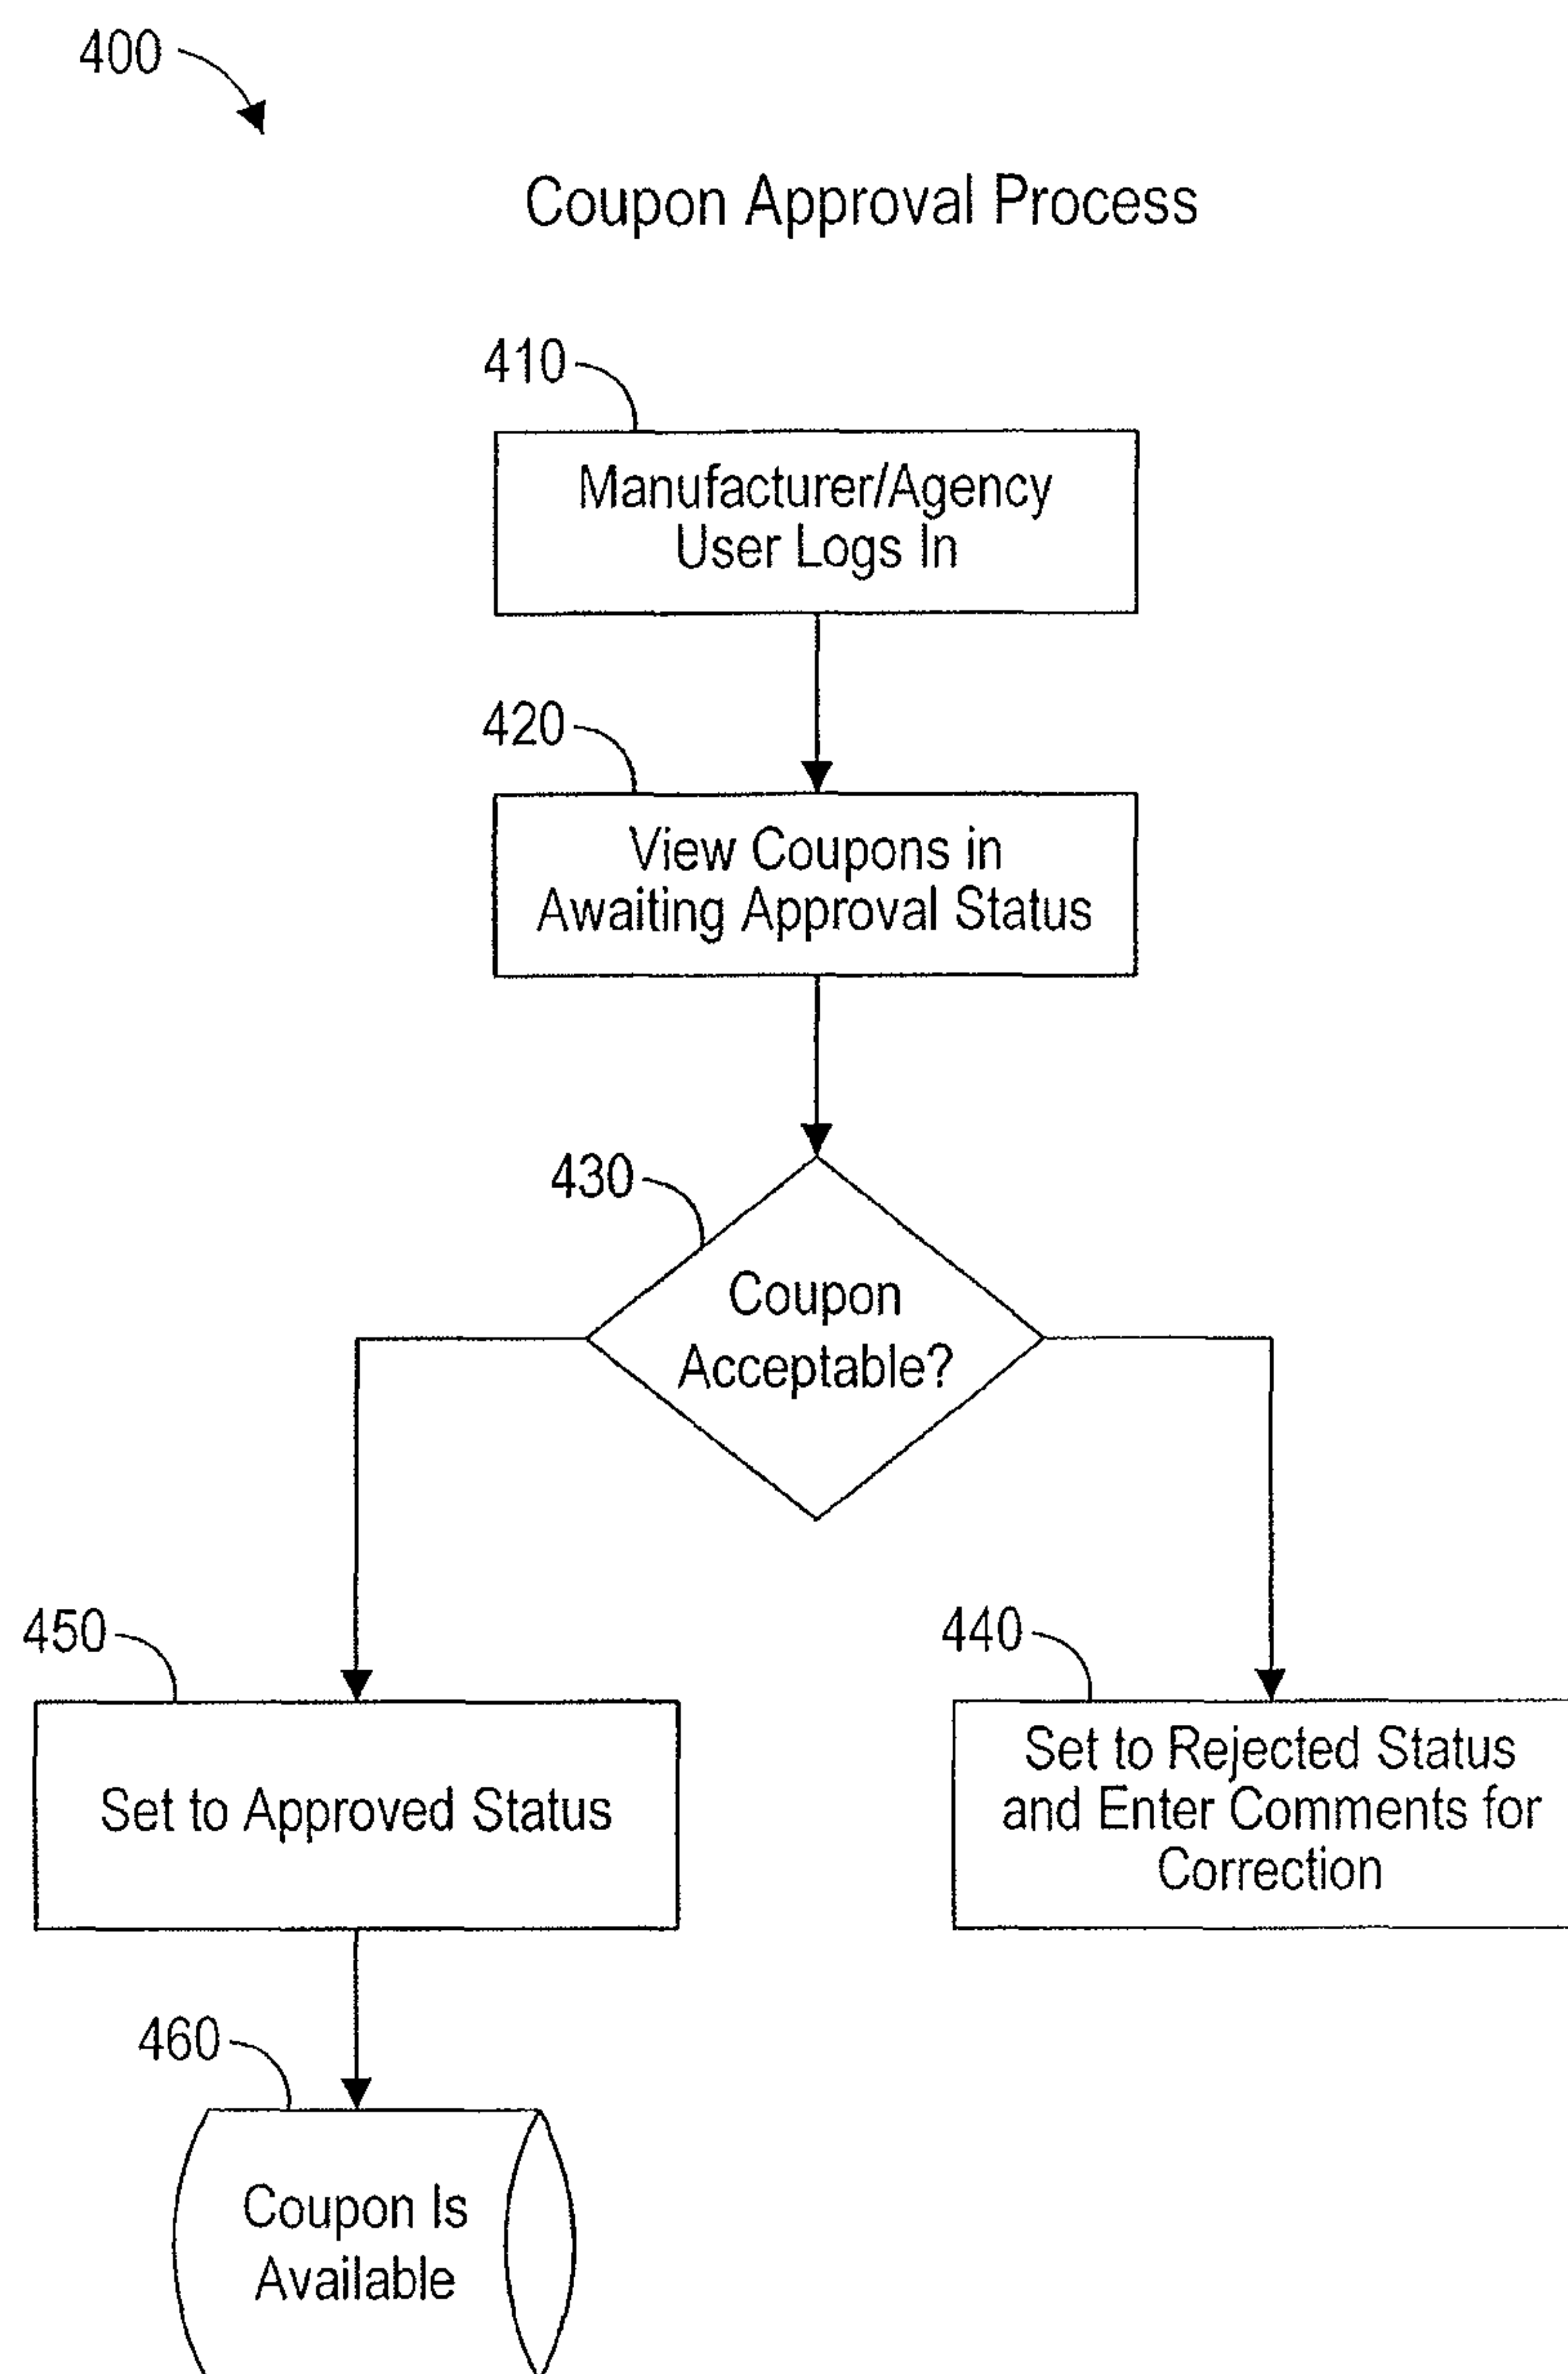 400
Coupon Approval Process
410
Manufacturer/Agency
User Logs In
420
View Coupons in
Awaiting Approval Status
430
Coupon
Acceptable?
450
Set to Approved Status
440
Set to Rejected Status
and Enter Comments for
Correction
460
Coupon Is
Available